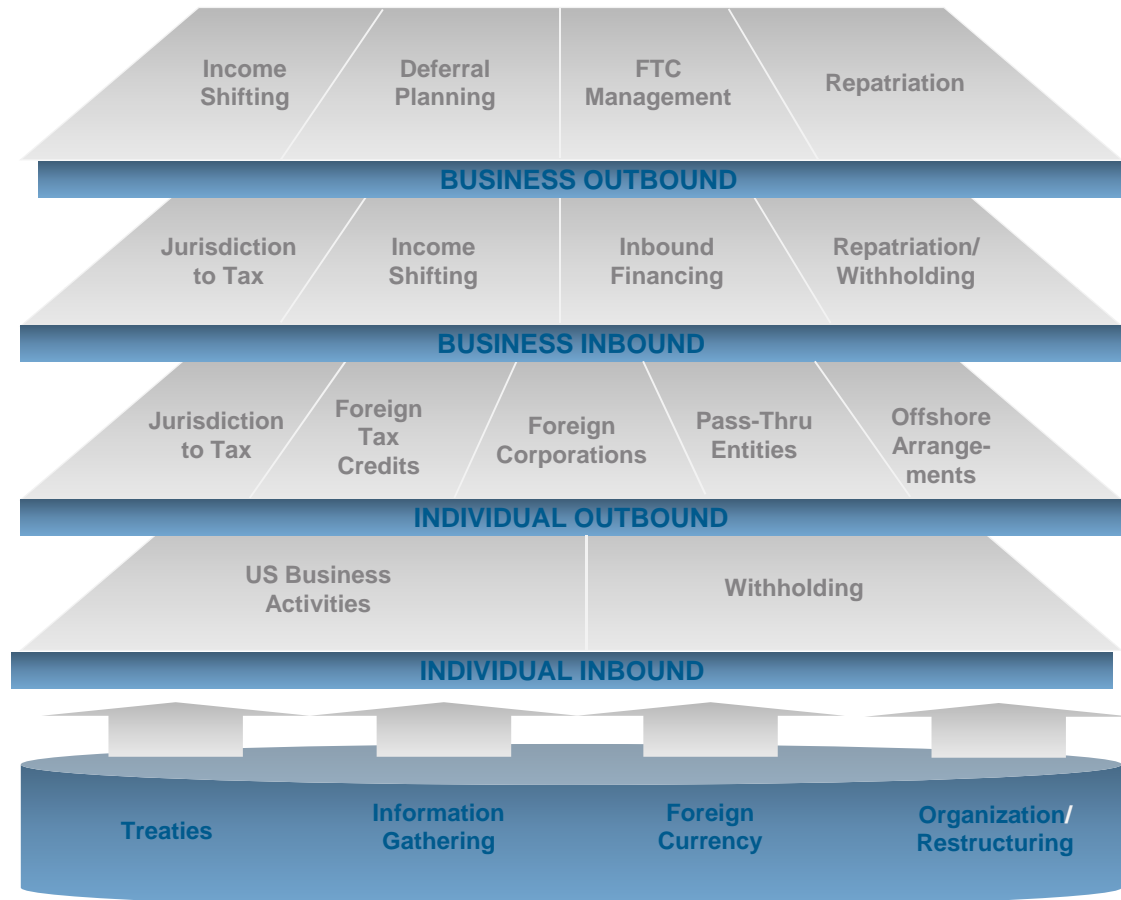 Income
Shifting
Deferral
Planning
FTC
Management
Repatriation
BUSINESS OUTBOUND
Jurisdiction
to Tax
Income
Shifting
Inbound
Financing
Repatriation/
Withholding
BUSINESS INBOUND
Jurisdiction
to Tax
Foreign
Tax
Credits
Foreign
Corporations
Pass-Thru
Entities
Offshore
Arrange-
ments
INDIVIDUAL OUTBOUND
US Business
Activities
Withholding
INDIVIDUAL INBOUND
Treaties
Information
Gathering
Foreign
Currency
Organization/
Restructuring